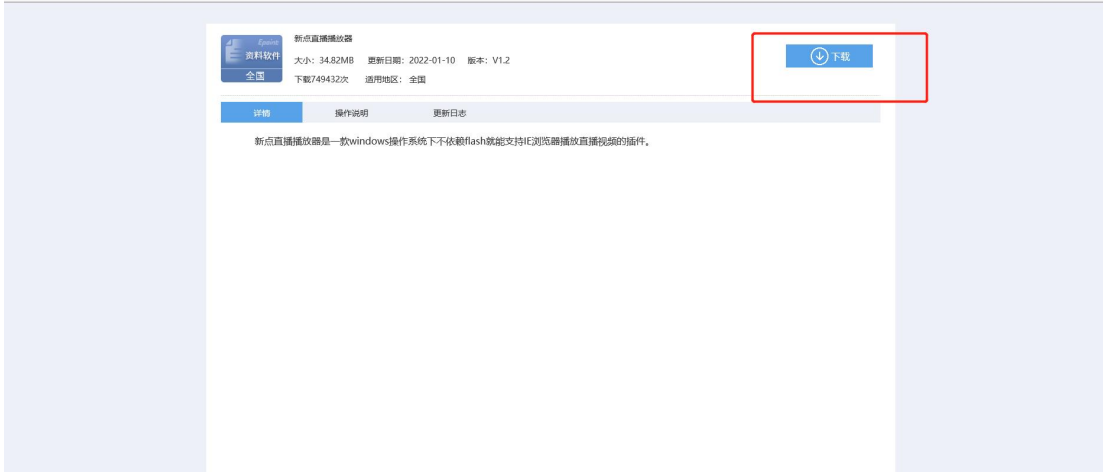 Epoint
资料软件
全国
新点直播播放器
大小：34.82MB 更新日期：2022-01-10 版本：V1.2
下载749432次 适用地区：全国
下载
详情 操作说明 更新日志
新点直播播放器是一款windows操作系统下不依赖flash就能支持IE浏览器播放直播视频的插件。